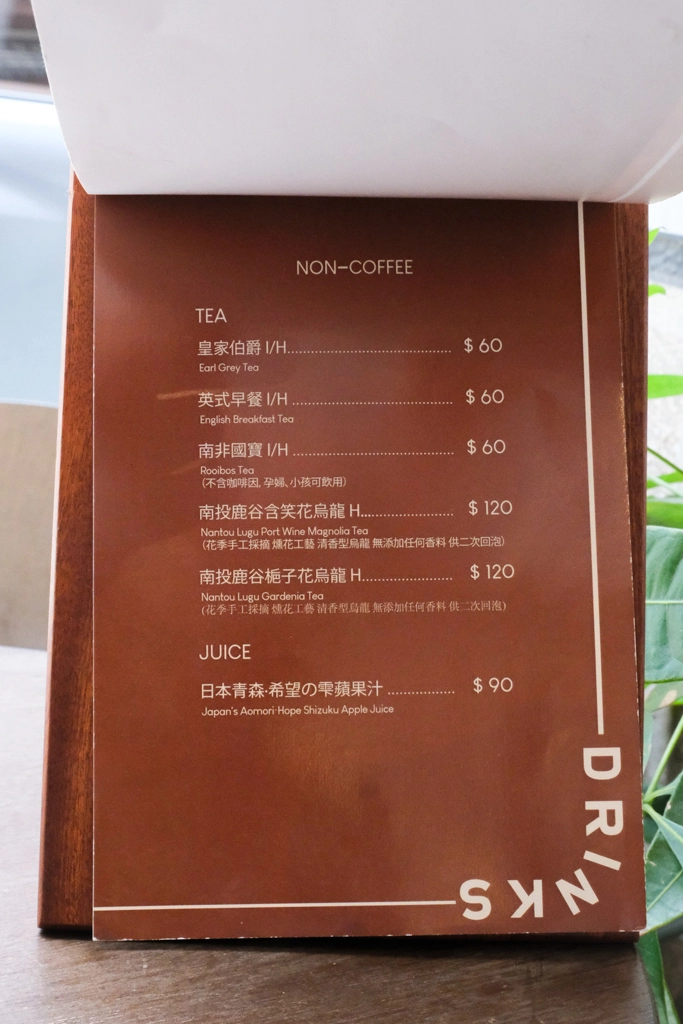 NON-COFFEE
TEA
皇家伯爵 I/H........................................ $ 60
Earl Grey Tea
英式早餐 I/H ....................................... $ 60
English Breakfast Tea
南非國寶 I/H ....................................... $ 60
Rooibos Tea
(不含咖啡因, 孕婦、小孩可飲用)
南投鹿谷含笑花烏龍 H....................... $ 120
Nantou Lugu Port Wine Magnolia Tea
(花季手工採摘 燻花工藝 清香型烏龍 無添加任何香料 供二次回泡)
南投鹿谷梔子花烏龍 H....................... $ 120
Nantou Lugu Gardenia Tea
(花季手工採摘 燻花工藝 清香型烏龍 無添加任何香料 供二次回泡)
JUICE
日本青森·希望の雫蘋果汁 ................ $ 90
Japan's Aomori·Hope Shizuku Apple Juice
DRINKS